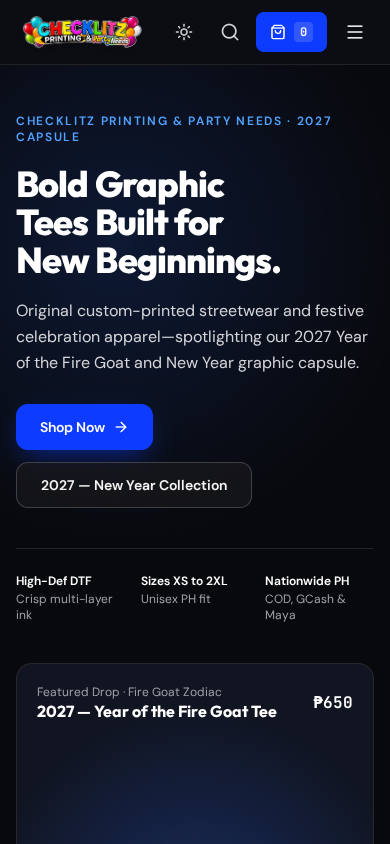 CHECKLITZ
PRINTING & Party Needs
0
CHECKLITZ PRINTING & PARTY NEEDS · 2027
CAPSULE
Bold Graphic
Tees Built for
New Beginnings.
Original custom-printed streetwear and festive
celebration apparel—spotlighting our 2027 Year
of the Fire Goat and New Year graphic capsule.
Shop Now →
2027 — New Year Collection
High-Def DTF
Crisp multi-layer
ink
Sizes XS to 2XL
Unisex PH fit
Nationwide PH
COD, GCash &
Maya
Featured Drop · Fire Goat Zodiac
2027 — Year of the Fire Goat Tee
₱650